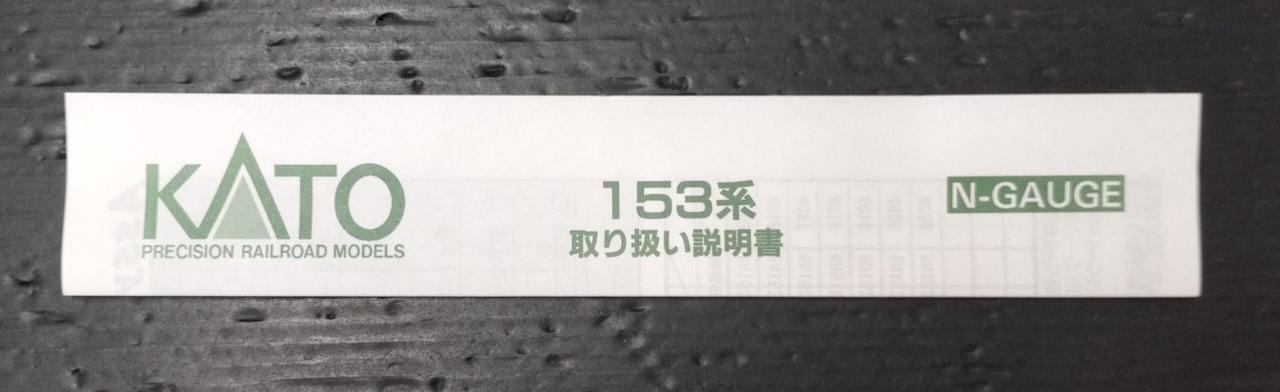 KATO
PRECISION RAILROAD MODELS
153系
取り扱い説明書
N-GAUGE